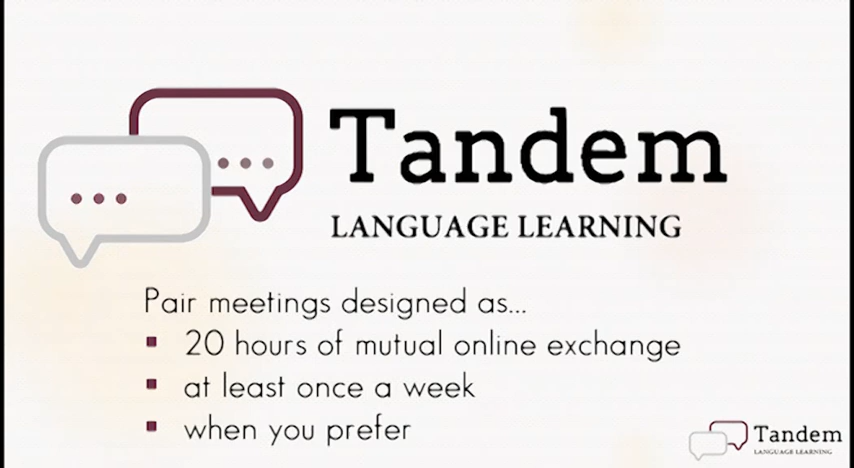 Tandem
LANGUAGE LEARNING
Pair meetings designed as...
20 hours of mutual online exchange
at least once a week
when you prefer
Tandem
LANGUAGE LEARNING